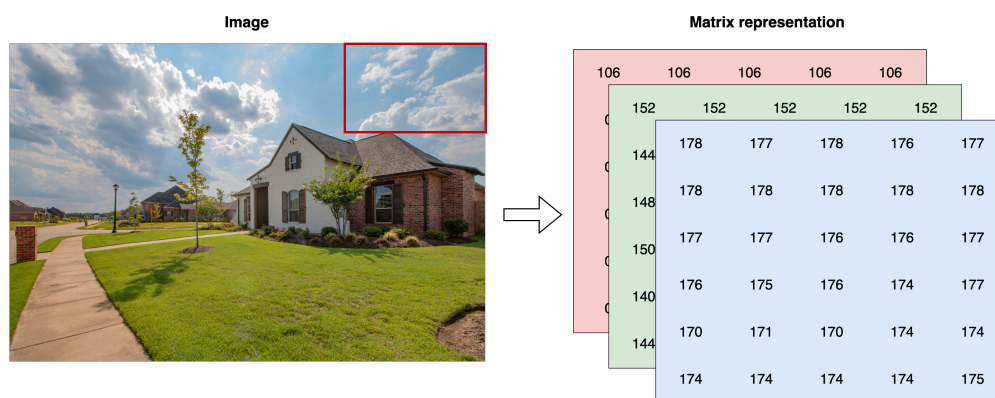 Image
Matrix representation
106 106 106 106 106
152 152 152 152 152
178 177 178 176 177
144
178 178 178 178 178
148
177 177 176 176 177
150
176 175 176 174 177
140
170 171 170 174 174
144
174 174 174 174 175